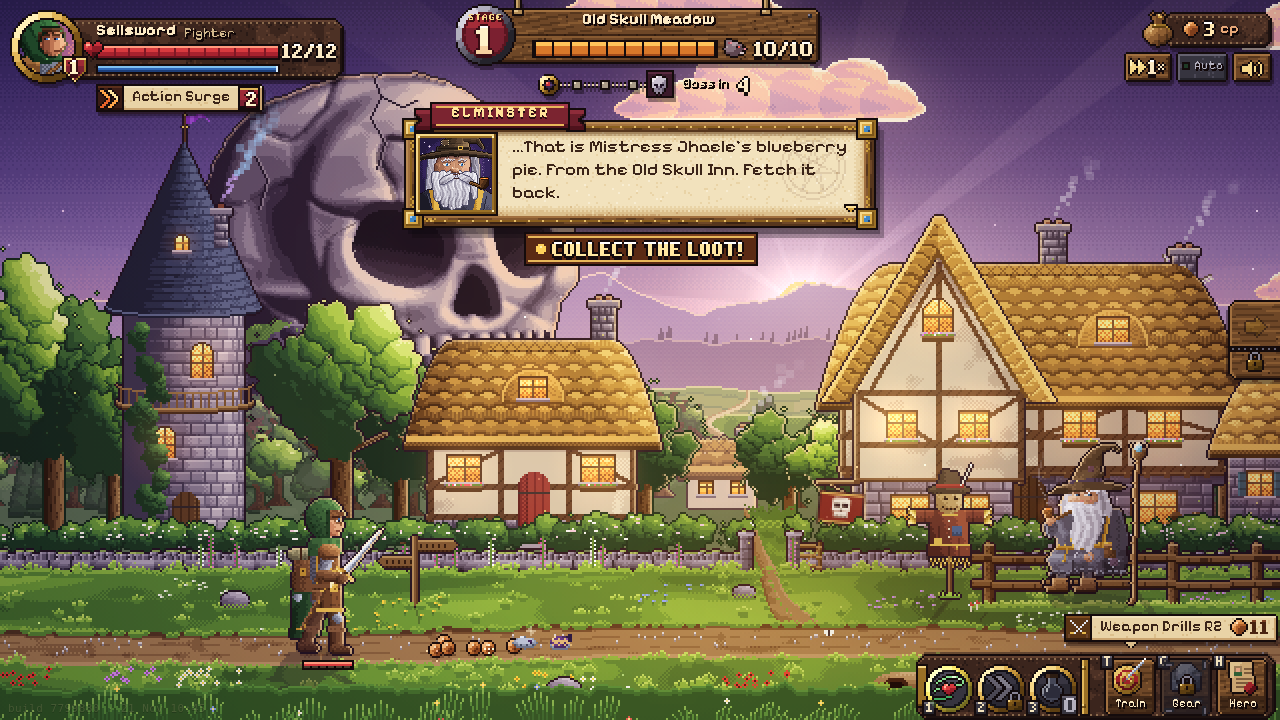 Sellsword Fighter
12/12
1
Action Surge 2
STAGE
1
Old Skull Meadow
10/10
Boss in 4
3 cp
1x
Auto
ELMINSTER
...That is Mistress Jhaele's blueberry
pie. From the Old Skull Inn. Fetch it
back.
COLLECT THE LOOT!
Weapon Drills R2 11
T
H
1
2
3
0
Train
Gear
Hero